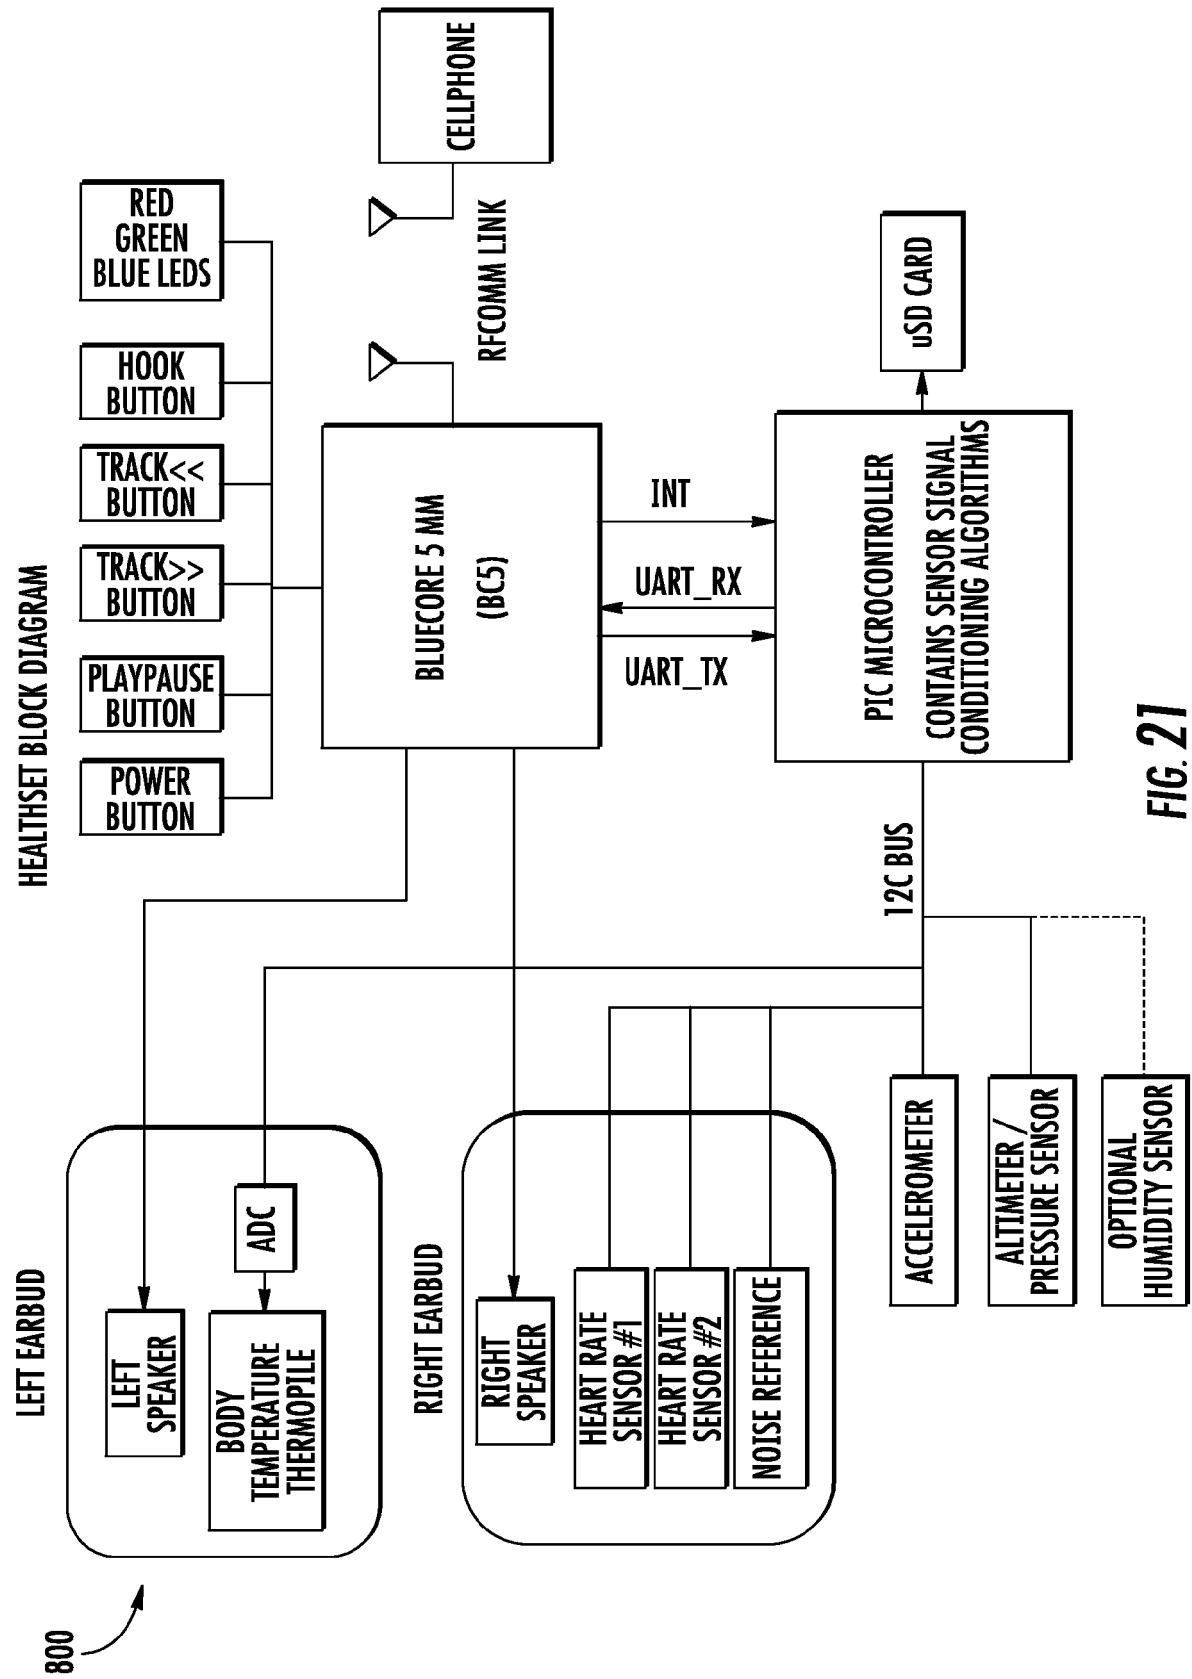 HEALTHSET BLOCK DIAGRAM
800
LEFT EARBUD
LEFT
SPEAKER
BODY
TEMPERATURE
THERMOPILE
ADC
POWER
BUTTON
PLAYPAUSE
BUTTON
TRACK>>
BUTTON
TRACK<<
BUTTON
HOOK
BUTTON
RED
GREEN
BLUE LEDS
RIGHT EARBUD
RIGHT
SPEAKER
HEART RATE
SENSOR #1
HEART RATE
SENSOR #2
NOISE REFERENCE
BLUECORE 5 MM
(BC5)
RFCOMM LINK
CELLPHONE
UART_TX
UART_RX
INT
PIC MICROCONTROLLER
CONTAINS SENSOR SIGNAL
CONDITIONING ALGORITHMS
uSD CARD
12C BUS
ACCELEROMETER
ALTIMETER/
PRESSURE SENSOR
OPTIONAL
HUMIDITY SENSOR
FIG. 21